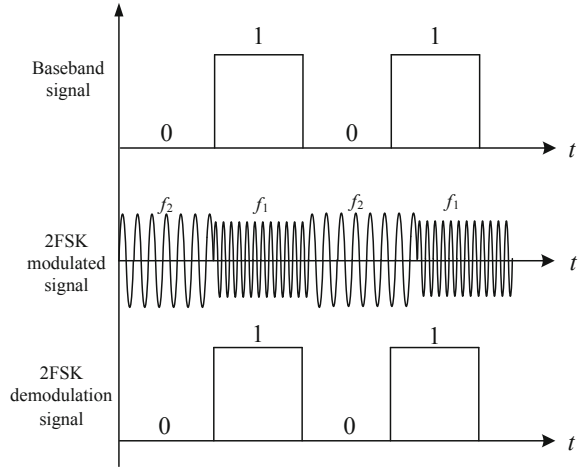 Baseband
signal
1
1
0
0
t
f2
f1
f2
f1
2FSK
modulated
signal
t
2FSK
demodulation
signal
1
1
0
0
t